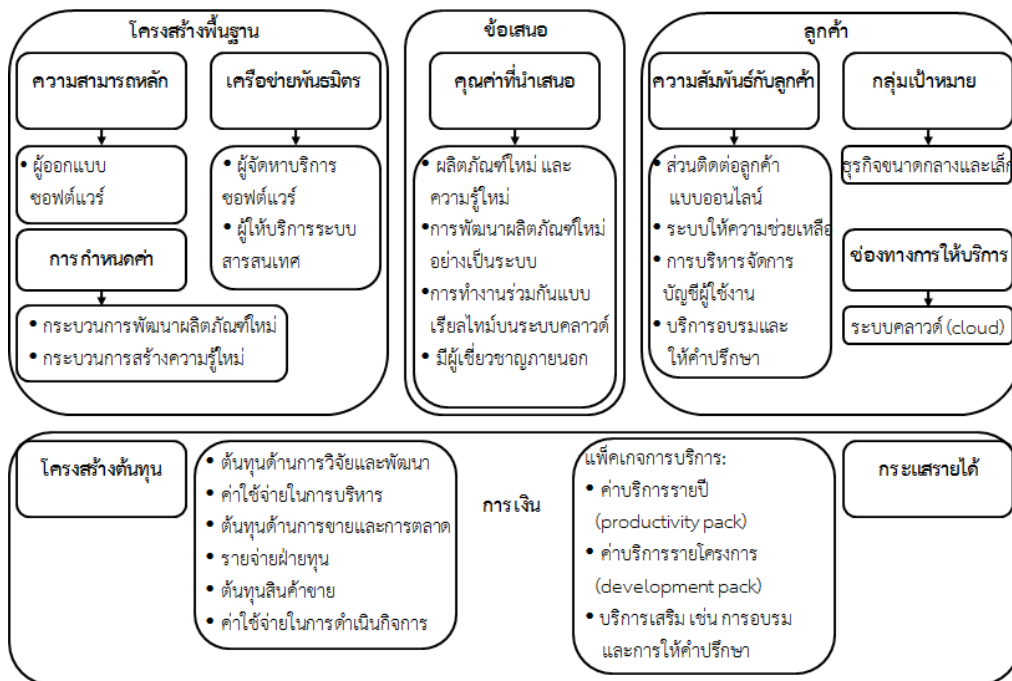 โครงสร้างพื้นฐาน
ความสามารถหลัก
เครือข่ายพันธมิตร
• ผู้ออกแบบ
ซอฟต์แวร์
• ผู้จัดหาบริการ
ซอฟต์แวร์
• ผู้ให้บริการระบบ
สารสนเทศ
การกำหนดค่า
• กระบวนการพัฒนาผลิตภัณฑ์ใหม่
• กระบวนการสร้างความรู้ใหม่
ข้อเสนอ
คุณค่าที่นำเสนอ
• ผลิตภัณฑ์ใหม่ และ
ความรู้ใหม่
•การพัฒนาผลิตภัณฑ์ใหม่
อย่างเป็นระบบ
•การทำงานร่วมกันแบบ
เรียลไทม์บนระบบคลาวด์
• มีผู้เชี่ยวชาญภายนอก
ลูกค้า
ความสัมพันธ์กับลูกค้า
กลุ่มเป้าหมาย
• ส่วนติดต่อลูกค้า
แบบออนไลน์
•ระบบให้ความช่วยเหลือ
• การบริหารจัดการ
บัญชีผู้ใช้งาน
• บริการอบรมและ
ให้คำปรึกษา
ธุรกิจขนาดกลางและเล็ก
ช่องทางการให้บริการ
ระบบคลาวด์ (cloud)
โครงสร้างต้นทุน
• ต้นทุนด้านการวิจัยและพัฒนา
• ค่าใช้จ่ายในการบริหาร
•ต้นทุนด้านการขายและการตลาด
• รายจ่ายฝ่ายทุน
• ต้นทุนสินค้าขาย
• ค่าใช้จ่ายในการดำเนินกิจการ
การเงิน
แพ็คเกจการบริการ:
• ค่าบริการรายปี
(productivity pack)
• ค่าบริการรายโครงการ
(development pack)
• บริการเสริม เช่น การอบรม
และการให้คำปรึกษา
กระแสรายได้